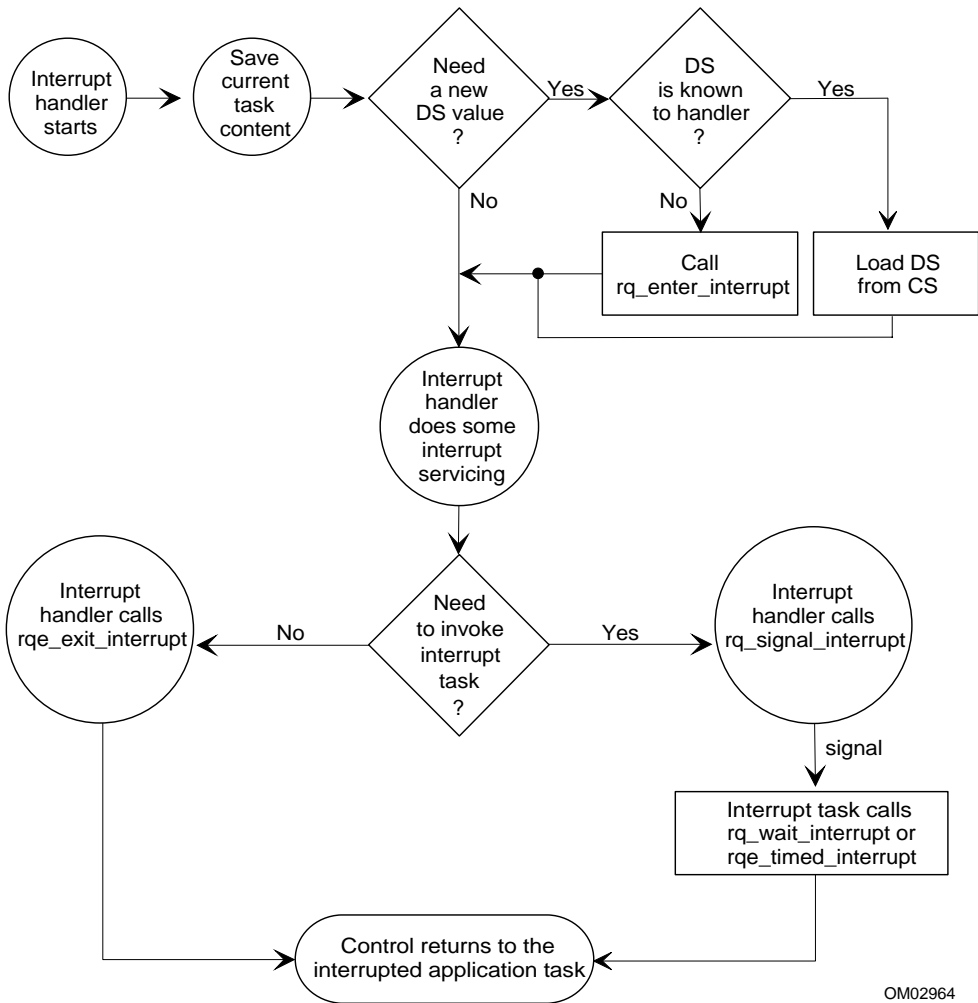 Interrupt
handler
starts
Save
current
task
content
Need
a new
DS value
?
Yes
DS
is known
to handler
?
Yes
No
No
Call
rq_enter_interrupt
Load DS
from CS
Interrupt
handler
does some
interrupt
servicing
Interrupt
handler calls
rqe_exit_interrupt
No
Need
to invoke
interrupt
task
?
Yes
Interrupt
handler calls
rq_signal_interrupt
signal
Interrupt task calls
rq_wait_interrupt or
rqe_timed_interrupt
Control returns to the
interrupted application task
OM02964